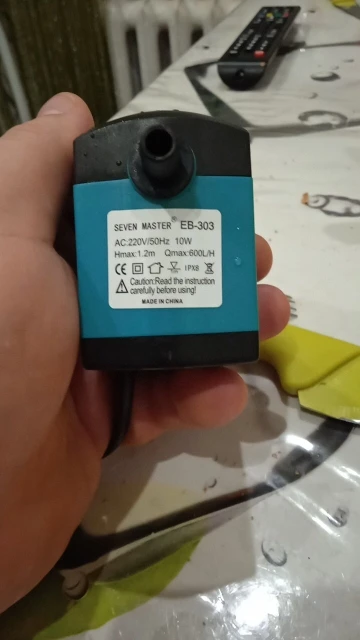 SEVEN MASTER EB-303
AC:220V/50Hz 10W
Hmax:1.2m Qmax:600L/H
CE IPX8
Caution:Read the instruction
carefully before using!
MADE IN CHINA